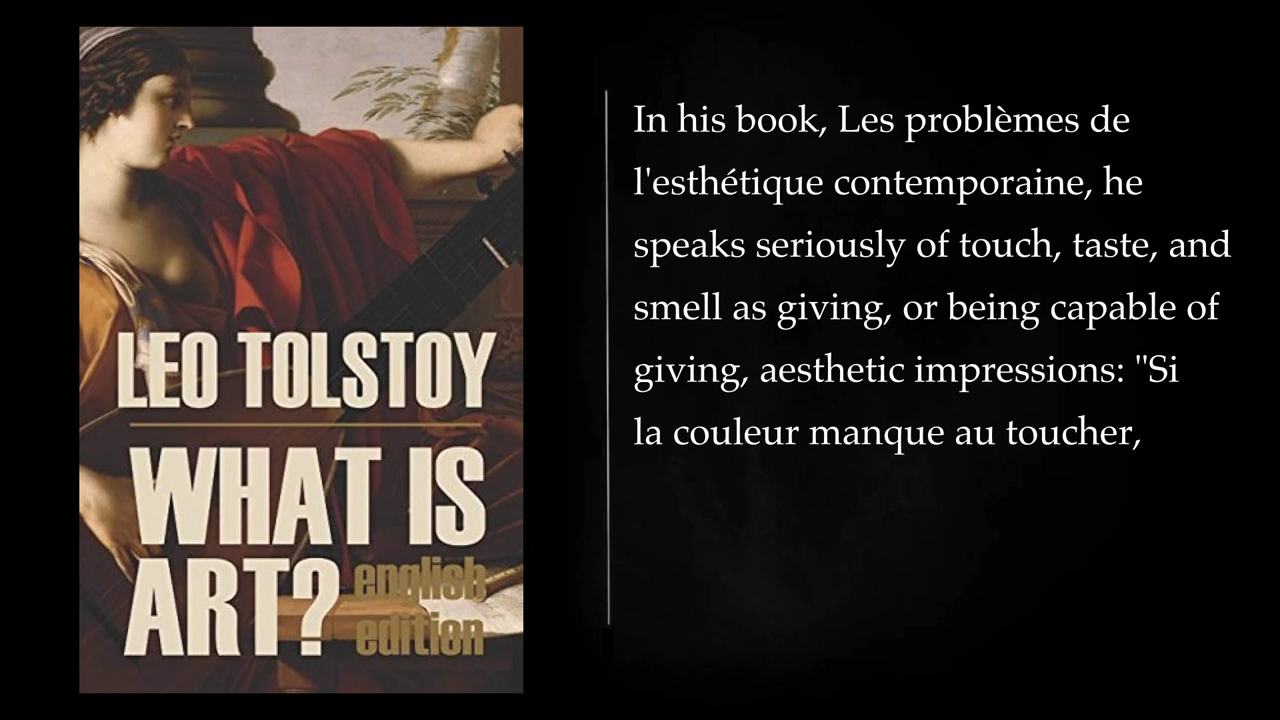 LEO TOLSTOY
WHAT IS
ART?
english
edition
In his book, Les problèmes de
l'esthétique contemporaine, he
speaks seriously of touch, taste, and
smell as giving, or being capable of
giving, aesthetic impressions: "Si
la couleur manque au toucher,